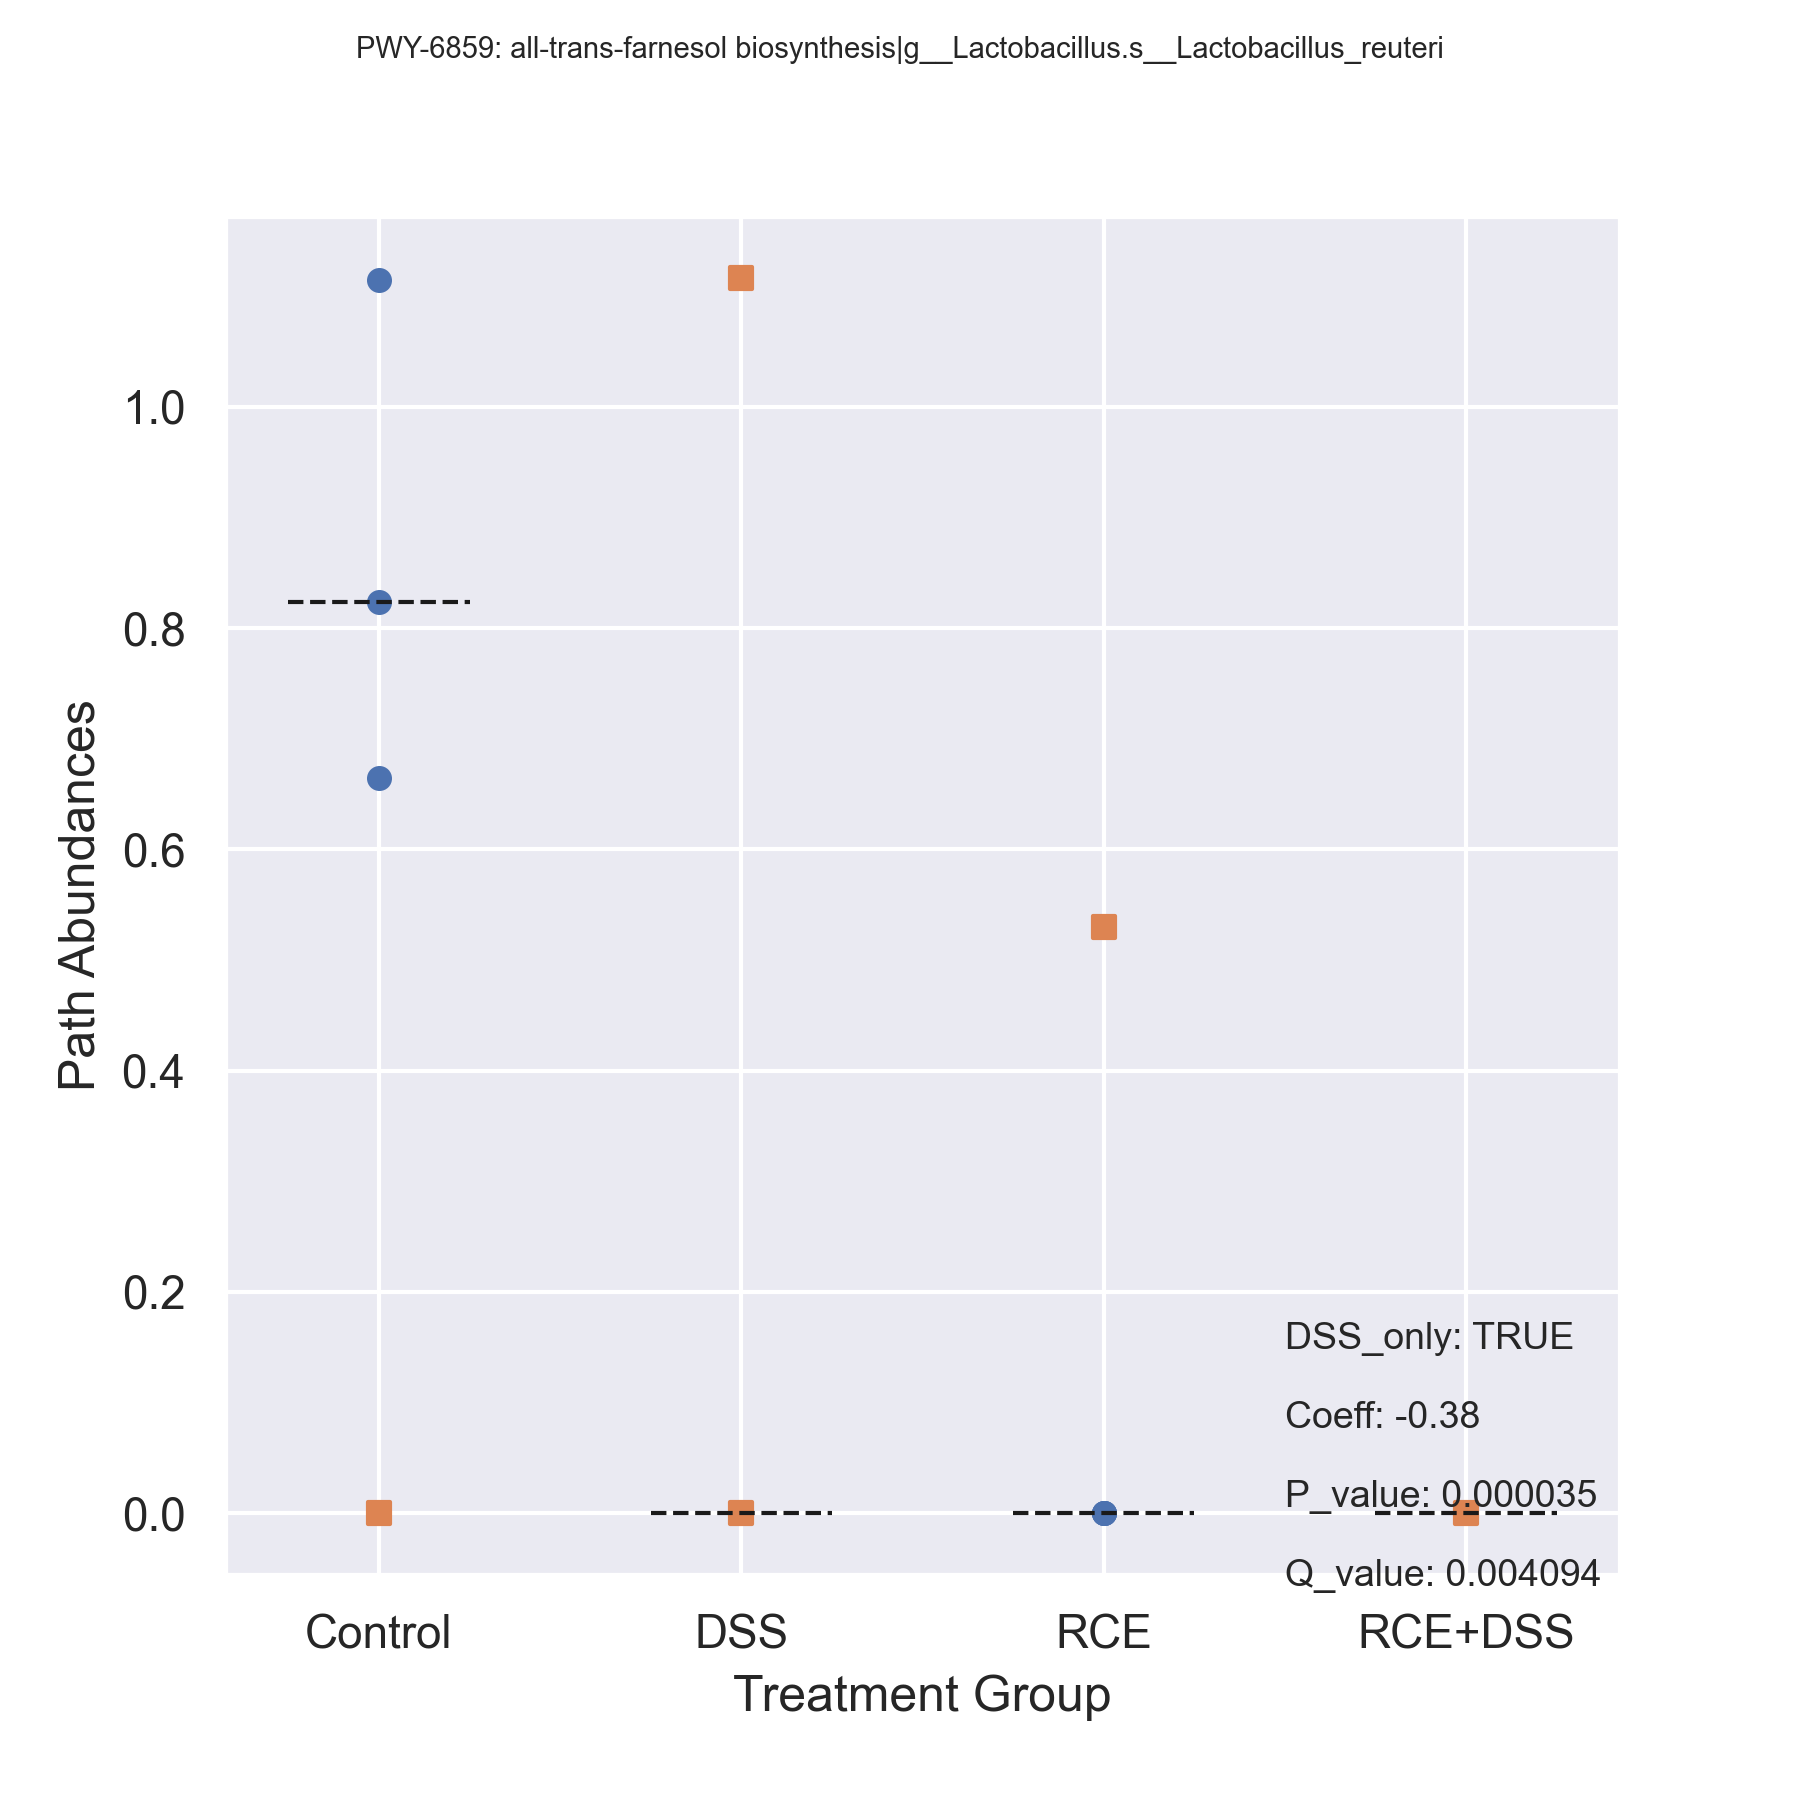 PWY-6859: all-trans-farnesol biosynthesis|g__Lactobacillus.s__Lactobacillus_reuteri
Path Abundances
1.0
0.8
0.6
0.4
0.2
0.0
DSS_only: TRUE
Coeff: -0.38
P_value: 0.000035
Q_value: 0.004094
Control DSS RCE RCE+DSS
Treatment Group